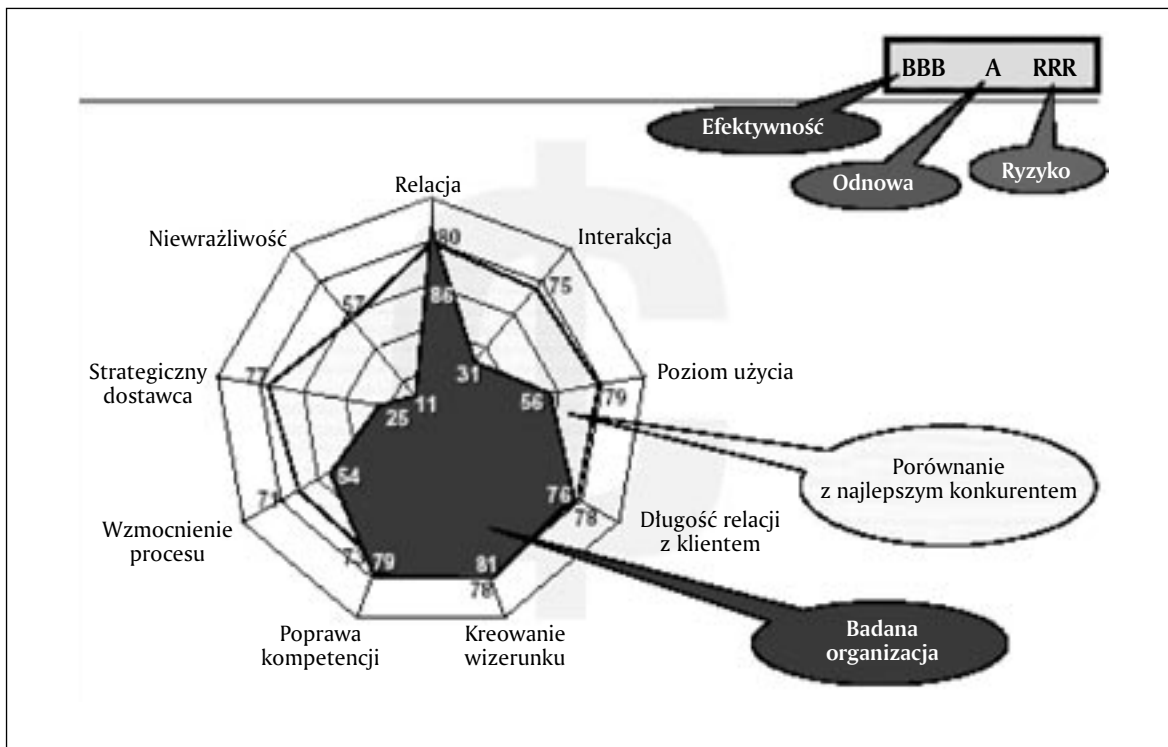 BBB A RRR
Efektywność
Odnowa
Ryzyko
Relacja
Niewrażliwość
Interakcja
80
75
57
86
Strategiczny
dostawca
77
31
Poziom użycia
56
79
25
11
Porównanie
z najlepszym konkurentem
54
76
78
71
Wzmocnienie
procesu
Długość relacji
z klientem
79
81
78
Poprawa
kompetencji
Kreowanie
wizerunku
Badana
organizacja